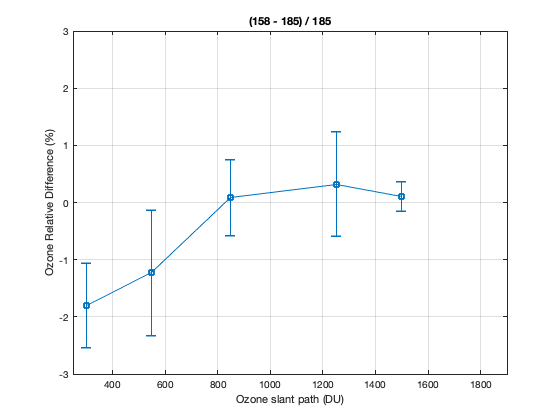 (158 - 185) / 185
Ozone Relative Difference (%)
3
2
1
0
-1
-2
-3
400 600 800 1000 1200 1400 1600 1800
Ozone slant path (DU)